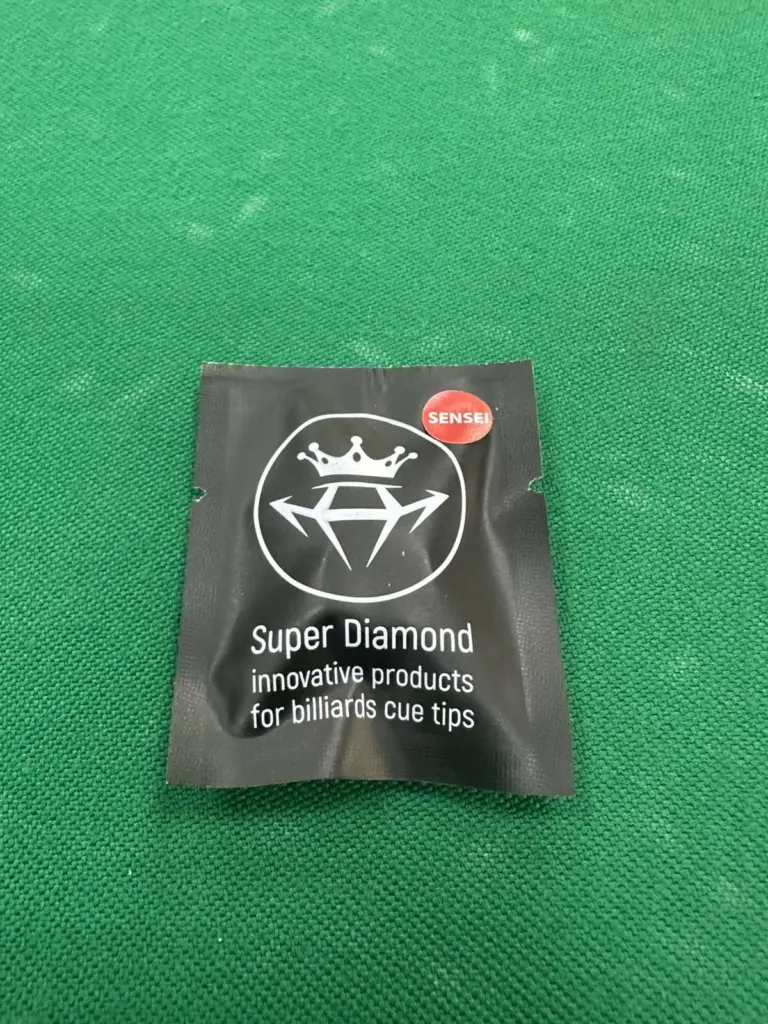 SENSEI
Super Diamond
innovative products
for billiards cue tips